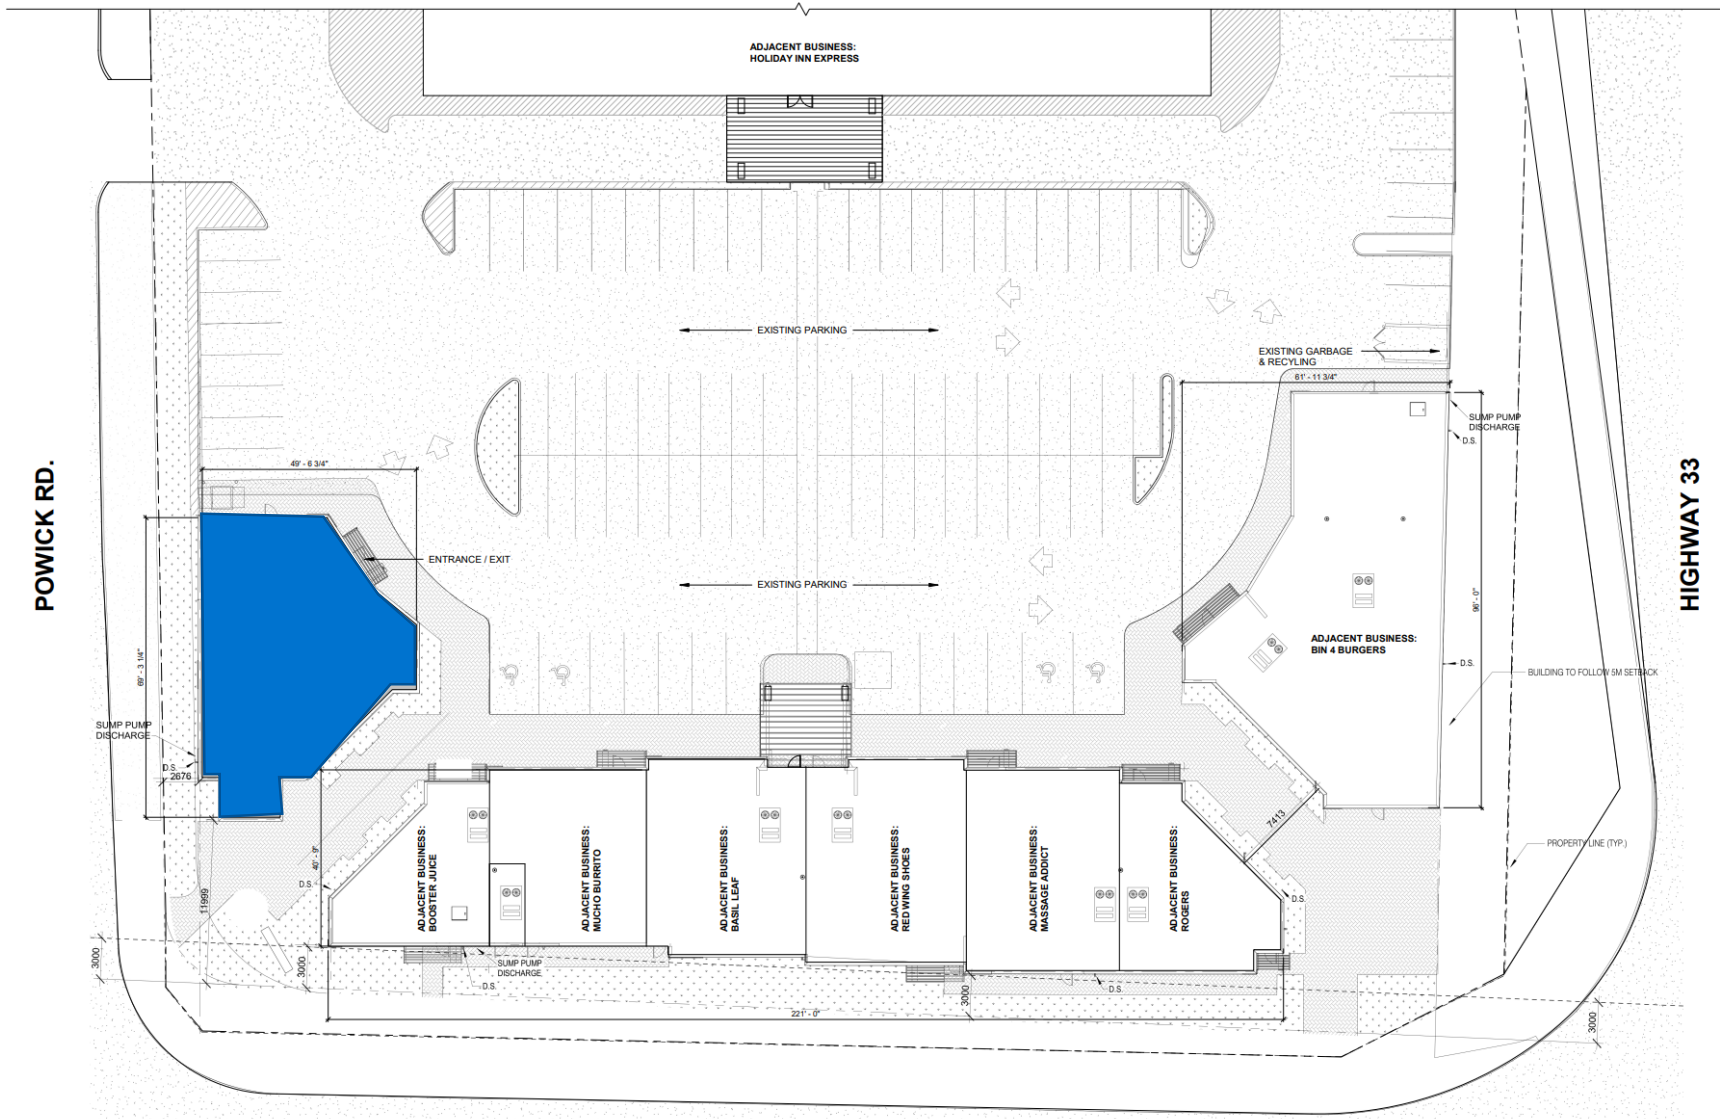 ADJACENT BUSINESS:
HOLIDAY INN EXPRESS
EXISTING PARKING
EXISTING GARBAGE
& RECYLING
61' - 11 3/4"
SUMP PUMP
DISCHARGE
D.S.
49' - 6 3/4"
POWICK RD.
HIGHWAY 33
ENTRANCE / EXIT
EXISTING PARKING
96' - 0"
ADJACENT BUSINESS:
BIN 4 BURGERS
D.S.
BUILDING TO FOLLOW 5M SETBACK
69' - 3 1/4"
SUMP PUMP
DISCHARGE
D.S.
2676
7413
PROPERTY LINE (TYP.)
40' - 9"
ADJACENT BUSINESS:
BOOSTER JUICE
ADJACENT BUSINESS:
MUCHO BURRITO
ADJACENT BUSINESS:
BASIL LEAF
ADJACENT BUSINESS:
RED WING SHOES
ADJACENT BUSINESS:
MASSAGE ADDICT
ADJACENT BUSINESS:
ROGERS
D.S.
D.S.
11999
3000
3000
SUMP PUMP
DISCHARGE
D.S.
3000
D.S.
221' - 0"
3000